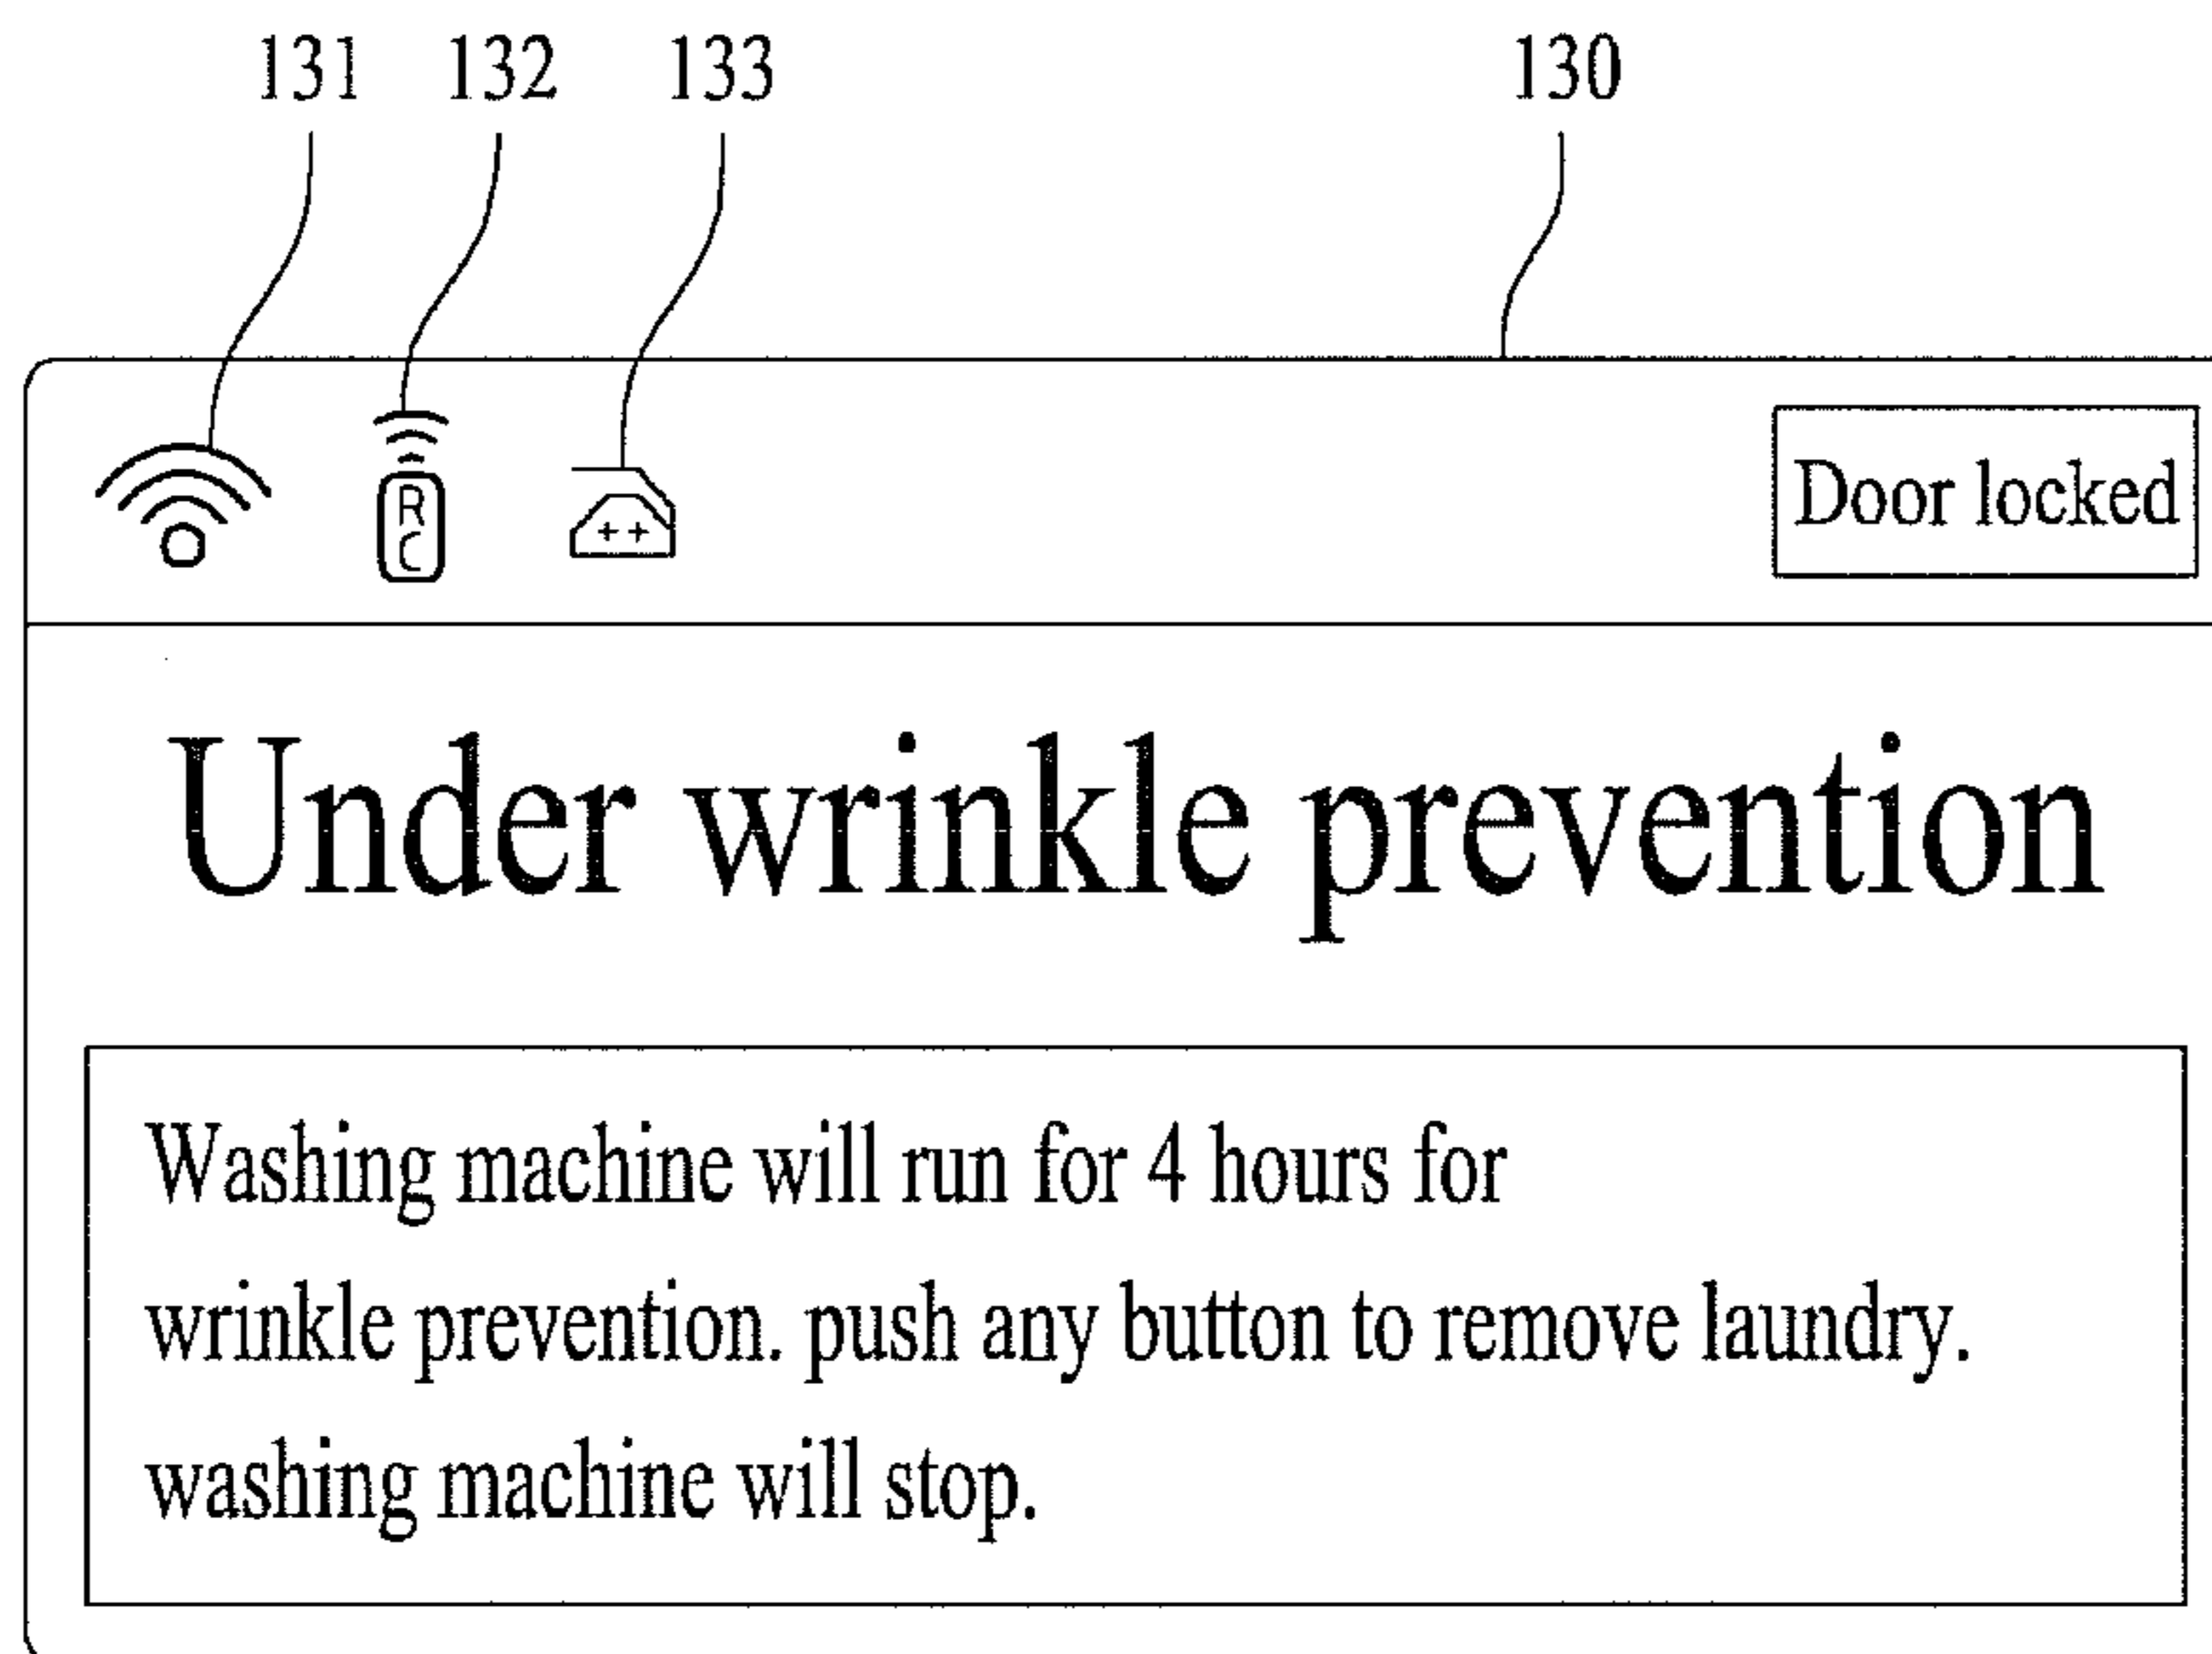 131 132 133 130
R
C
++
Door locked
Under wrinkle prevention
Washing machine will run for 4 hours for
wrinkle prevention. push any button to remove laundry.
washing machine will stop.